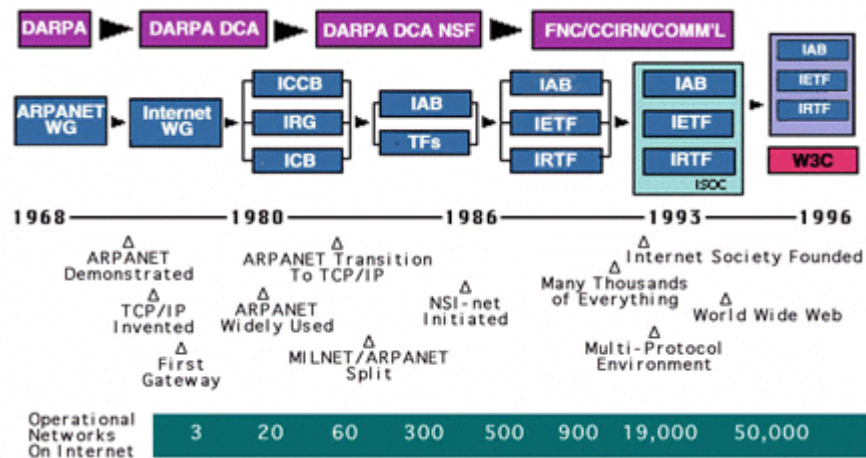 DARPA
DARPA DCA
DARPA DCA NSF
FNC/CCIRN/COMM'L
ARPANET
WG
Internet
WG
ICCB
IRG
ICB
IAB
TFs
IAB
IETF
IRTF
IAB
IETF
IRTF
ISOC
IAB
IETF
IRTF
W3C
1968
1980
1986
1993
1996
ARPANET
Demonstrated
TCP/IP
Invented
First
Gateway
ARPANET Transition
To TCP/IP
ARPANET
Widely Used
MILNET/ARPANET
Split
NSI-net
Initiated
Internet Society Founded
Many Thousands
of Everything
World Wide Web
Multi-Protocol
Environment
Operational
Networks
On Internet
3 20 60 300 500 900 19,000 50,000